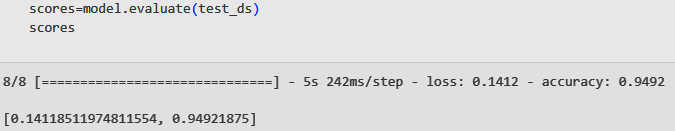 scores=model.evaluate(test_ds)
scores
8/8 [==============================] - 5s 242ms/step - loss: 0.1412 - accuracy: 0.9492
[0.14118511974811554, 0.94921875]